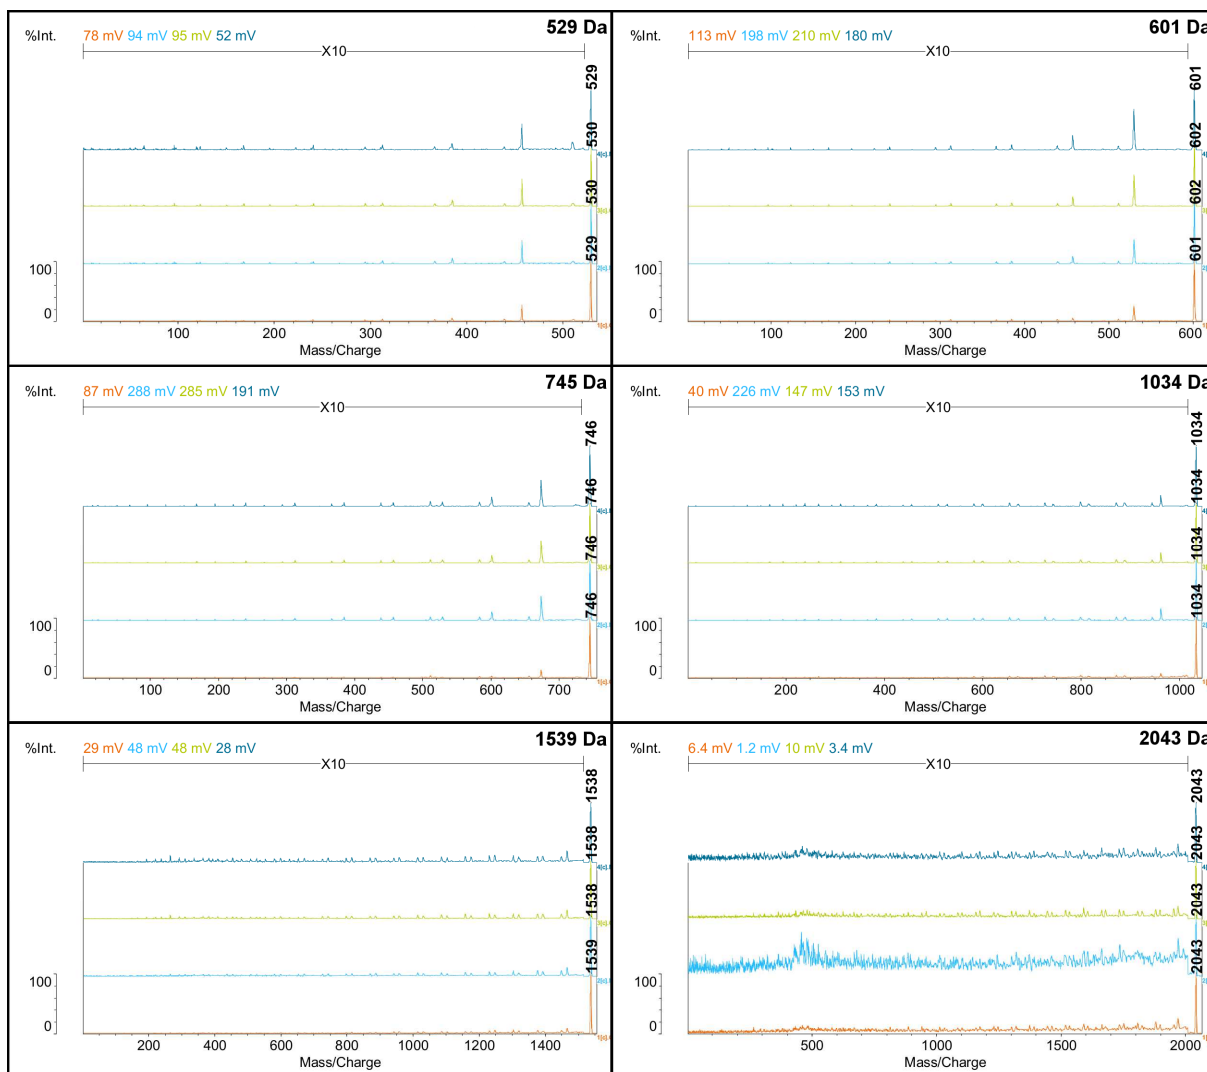 529 Da
%Int. 78 mV 94 mV 95 mV 52 mV
X10
529
530
530
529
100
0
100 200 300 400 500
Mass/Charge
601 Da
%Int. 113 mV 198 mV 210 mV 180 mV
X10
601
602
602
601
100
0
100 200 300 400 500 600
Mass/Charge
745 Da
%Int. 87 mV 288 mV 285 mV 191 mV
X10
746
746
746
746
100
0
100 200 300 400 500 600 700
Mass/Charge
1034 Da
%Int. 40 mV 226 mV 147 mV 153 mV
X10
1034
1034
1034
1034
100
0
200 400 600 800 1000
Mass/Charge
1539 Da
%Int. 29 mV 48 mV 48 mV 28 mV
X10
1538
1538
1538
1539
100
0
200 400 600 800 1000 1200 1400
Mass/Charge
2043 Da
%Int. 6.4 mV 1.2 mV 10 mV 3.4 mV
X10
2043
2043
2043
2043
100
0
500 1000 1500 2000
Mass/Charge